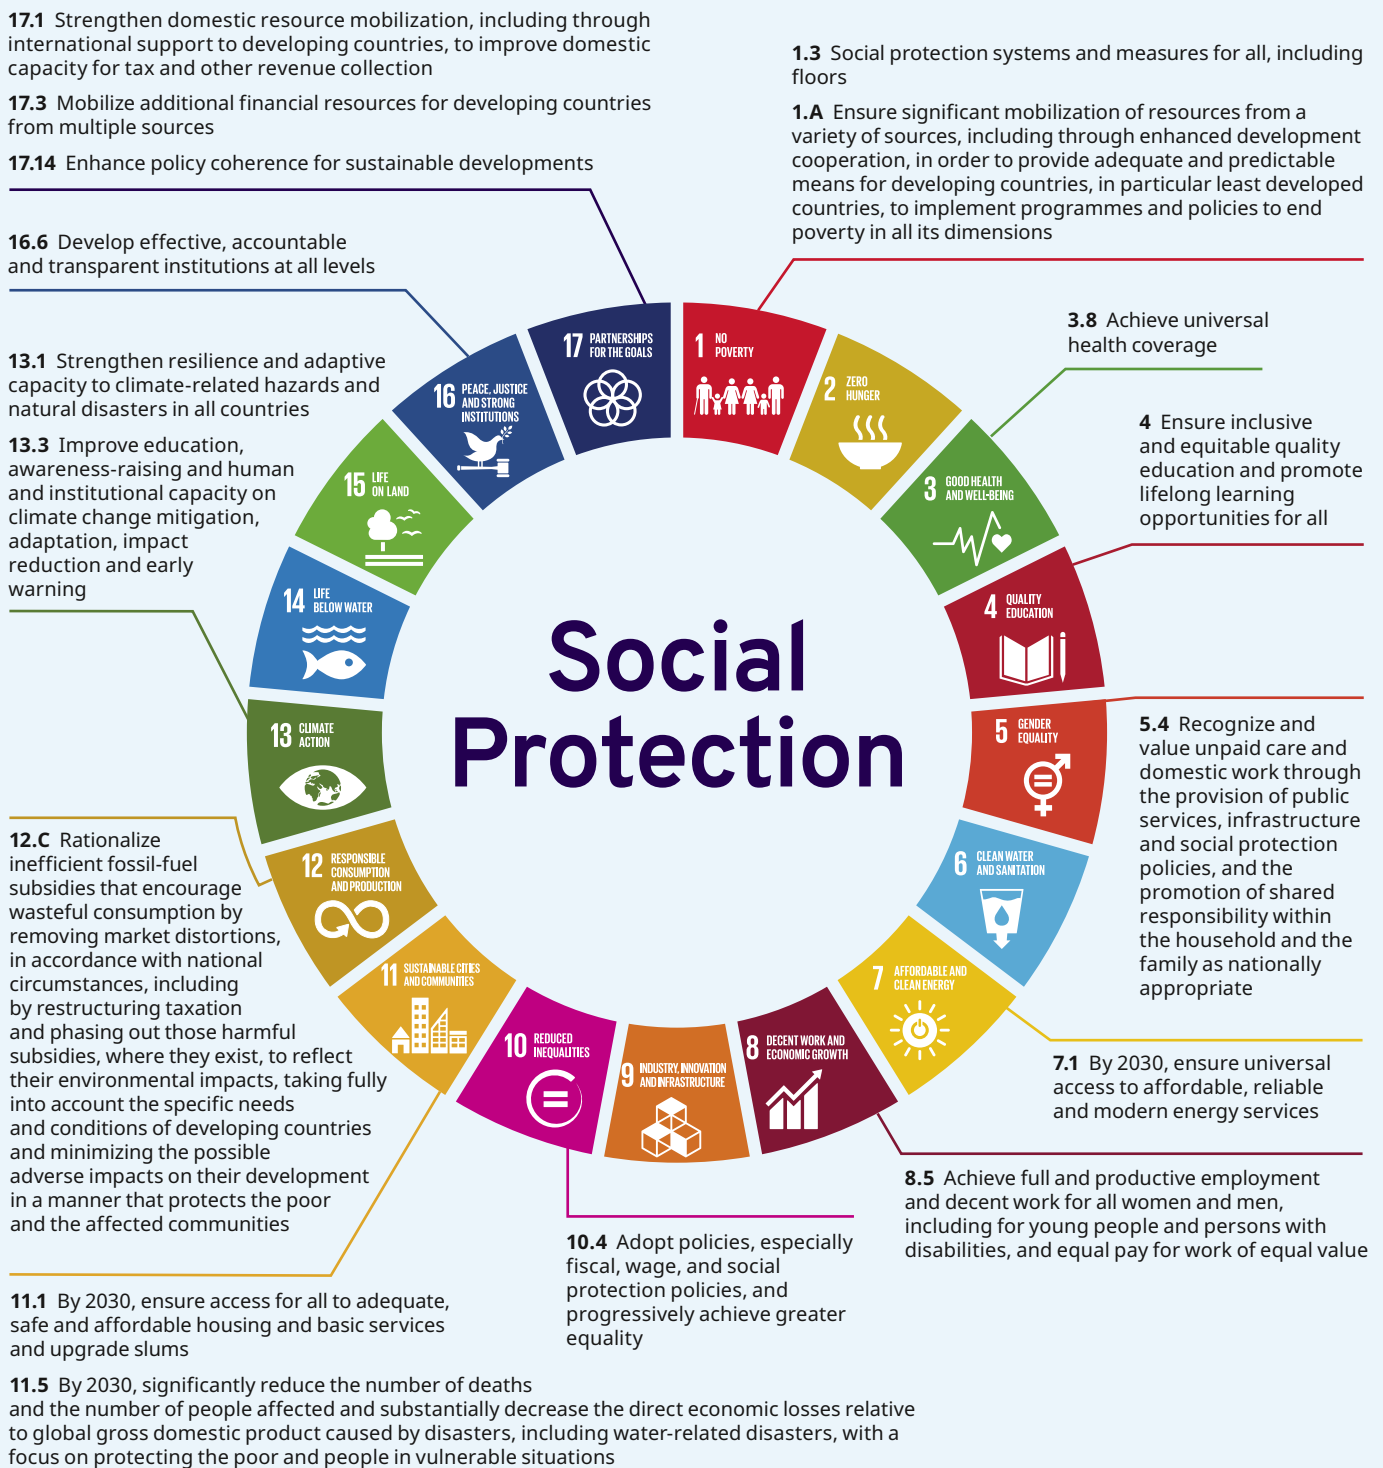 17.1 Strengthen domestic resource mobilization, including through
international support to developing countries, to improve domestic
capacity for tax and other revenue collection
17.3 Mobilize additional financial resources for developing countries
from multiple sources
17.14 Enhance policy coherence for sustainable developments
1.3 Social protection systems and measures for all, including
floors
1.A Ensure significant mobilization of resources from a
variety of sources, including through enhanced development
cooperation, in order to provide adequate and predictable
means for developing countries, in particular least developed
countries, to implement programmes and policies to end
poverty in all its dimensions
16.6 Develop effective, accountable
and transparent institutions at all levels
3.8 Achieve universal
health coverage
13.1 Strengthen resilience and adaptive
capacity to climate-related hazards and
natural disasters in all countries
13.3 Improve education,
awareness-raising and human
and institutional capacity on
climate change mitigation,
adaptation, impact
reduction and early
warning
4 Ensure inclusive
and equitable quality
education and promote
lifelong learning
opportunities for all
1 NO
POVERTY
2 ZERO
HUNGER
3 GOOD HEALTH
AND WELL-BEING
4 QUALITY
EDUCATION
5 GENDER
EQUALITY
6 CLEAN WATER
AND SANITATION
7 AFFORDABLE AND
CLEAN ENERGY
8 DECENT WORK AND
ECONOMIC GROWTH
9 INDUSTRY, INNOVATION
AND INFRASTRUCTURE
10 REDUCED
INEQUALITIES
11 SUSTAINABLE CITIES
AND COMMUNITIES
12 RESPONSIBLE
CONSUMPTION
AND PRODUCTION
13 CLIMATE
ACTION
14 LIFE
BELOW WATER
15 LIFE
ON LAND
16 PEACE, JUSTICE
AND STRONG
INSTITUTIONS
17 PARTNERSHIPS
FOR THE GOALS
Social
Protection
5.4 Recognize and
value unpaid care and
domestic work through
the provision of public
services, infrastructure
and social protection
policies, and the
promotion of shared
responsibility within
the household and the
family as nationally
appropriate
12.C Rationalize
inefficient fossil-fuel
subsidies that encourage
wasteful consumption by
removing market distortions,
in accordance with national
circumstances, including
by restructuring taxation
and phasing out those harmful
subsidies, where they exist, to reflect
their environmental impacts, taking fully
into account the specific needs
and conditions of developing countries
and minimizing the possible
adverse impacts on their development
in a manner that protects the poor
and the affected communities
7.1 By 2030, ensure universal
access to affordable, reliable
and modern energy services
8.5 Achieve full and productive employment
and decent work for all women and men,
including for young people and persons with
disabilities, and equal pay for work of equal value
10.4 Adopt policies, especially
fiscal, wage, and social
protection policies, and
progressively achieve greater
equality
11.1 By 2030, ensure access for all to adequate,
safe and affordable housing and basic services
and upgrade slums
11.5 By 2030, significantly reduce the number of deaths
and the number of people affected and substantially decrease the direct economic losses relative
to global gross domestic product caused by disasters, including water-related disasters, with a
focus on protecting the poor and people in vulnerable situations